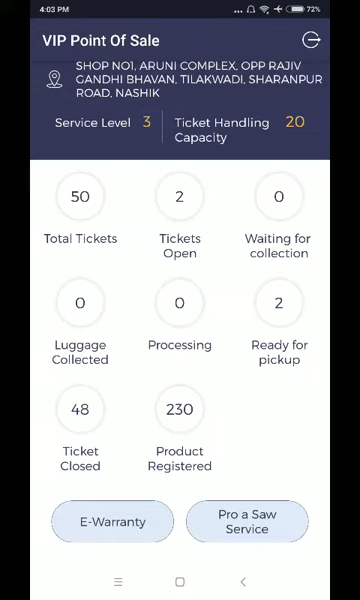 4:03 PM
72%
VIP Point Of Sale
SHOP NO1, ARUNI COMPLEX, OPP RAJIV
GANDHI BHAVAN, TILAKWADI, SHARANPUR
ROAD, NASHIK
Service Level 3
Ticket Handling 20
Capacity
50
2
0
Total Tickets
Tickets
Open
Waiting for
collection
0
0
2
Luggage
Collected
Processing
Ready for
pickup
48
230
Ticket
Closed
Product
Registered
E-Warranty
Pro a Saw
Service